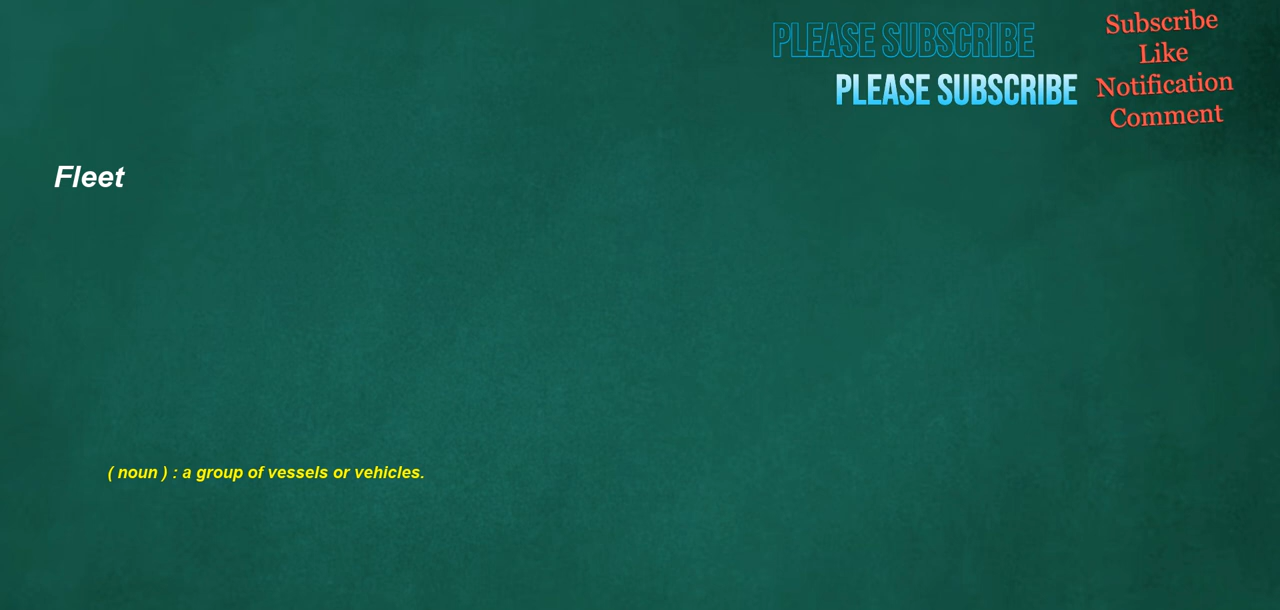 PLEASE SUBSCRIBE
PLEASE SUBSCRIBE
Subscribe
Like
Notification
Comment
Fleet
( noun ) : a group of vessels or vehicles.